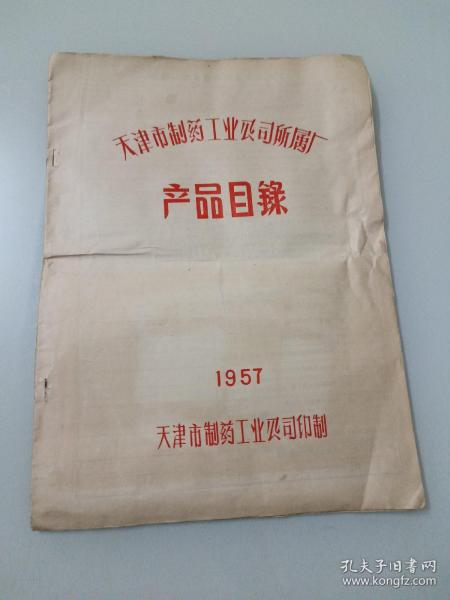 天津市制药工业公司所属厂
产品目錄
1957
天津市制药工业公司印制
孔夫子旧书网
www.kongfz.com